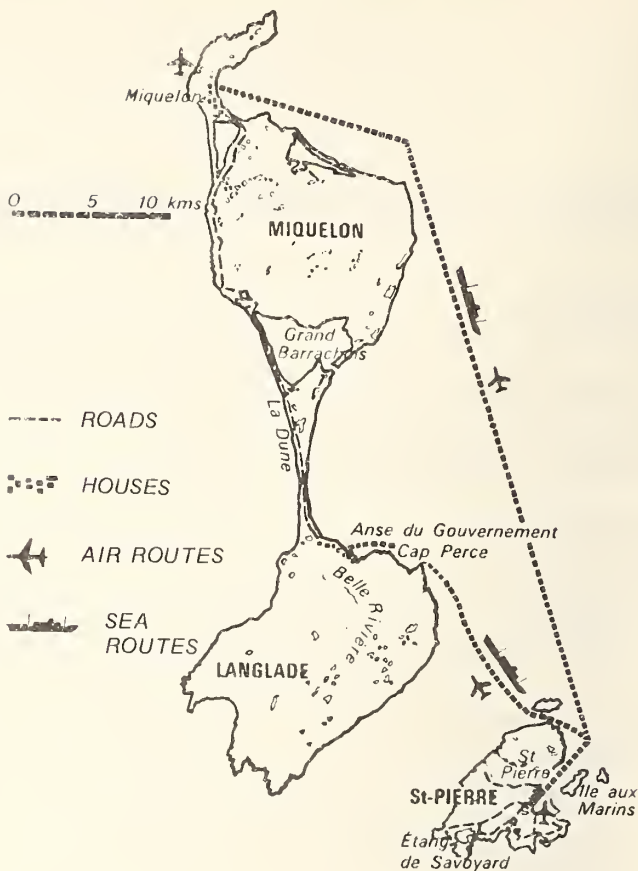 Miquelon
0 5 10 kms
MIQUELON
Grand
Barrachois
La Dune
ROADS
HOUSES
AIR ROUTES
SEA
ROUTES
Anse du Gouvernement
Cap Perce
Belle Rivière
LANGLADE
St
Pierre
St-PIERRE
Ile aux
Marins
Étang
de Savoyard